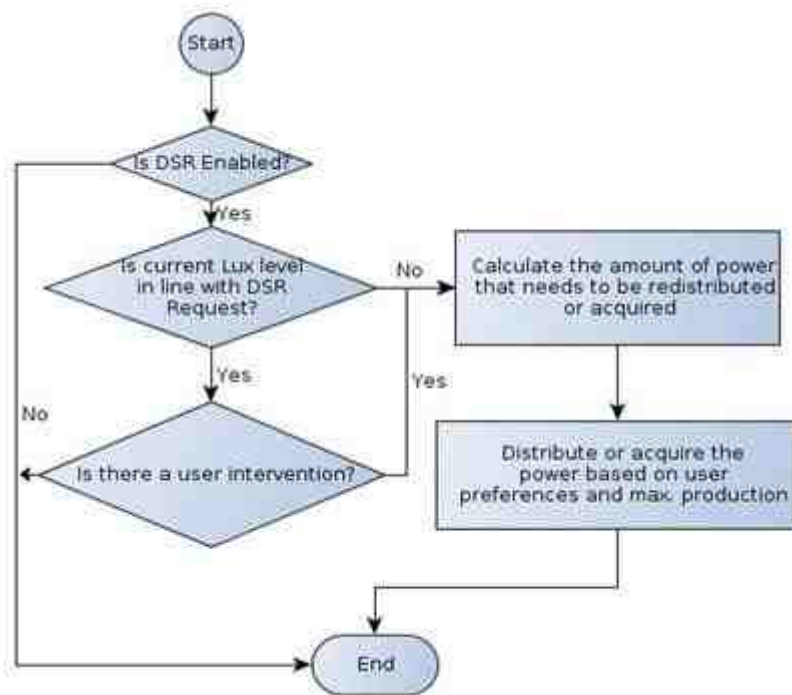 Start
Is DSR Enabled?
Yes
Is current Lux level
in line with DSR
Request?
No
Calculate the amount of power
that needs to be redistributed
or acquired
Yes
Yes
No
Is there a user intervention?
Distribute or acquire the
power based on user
preferences and max. production
End